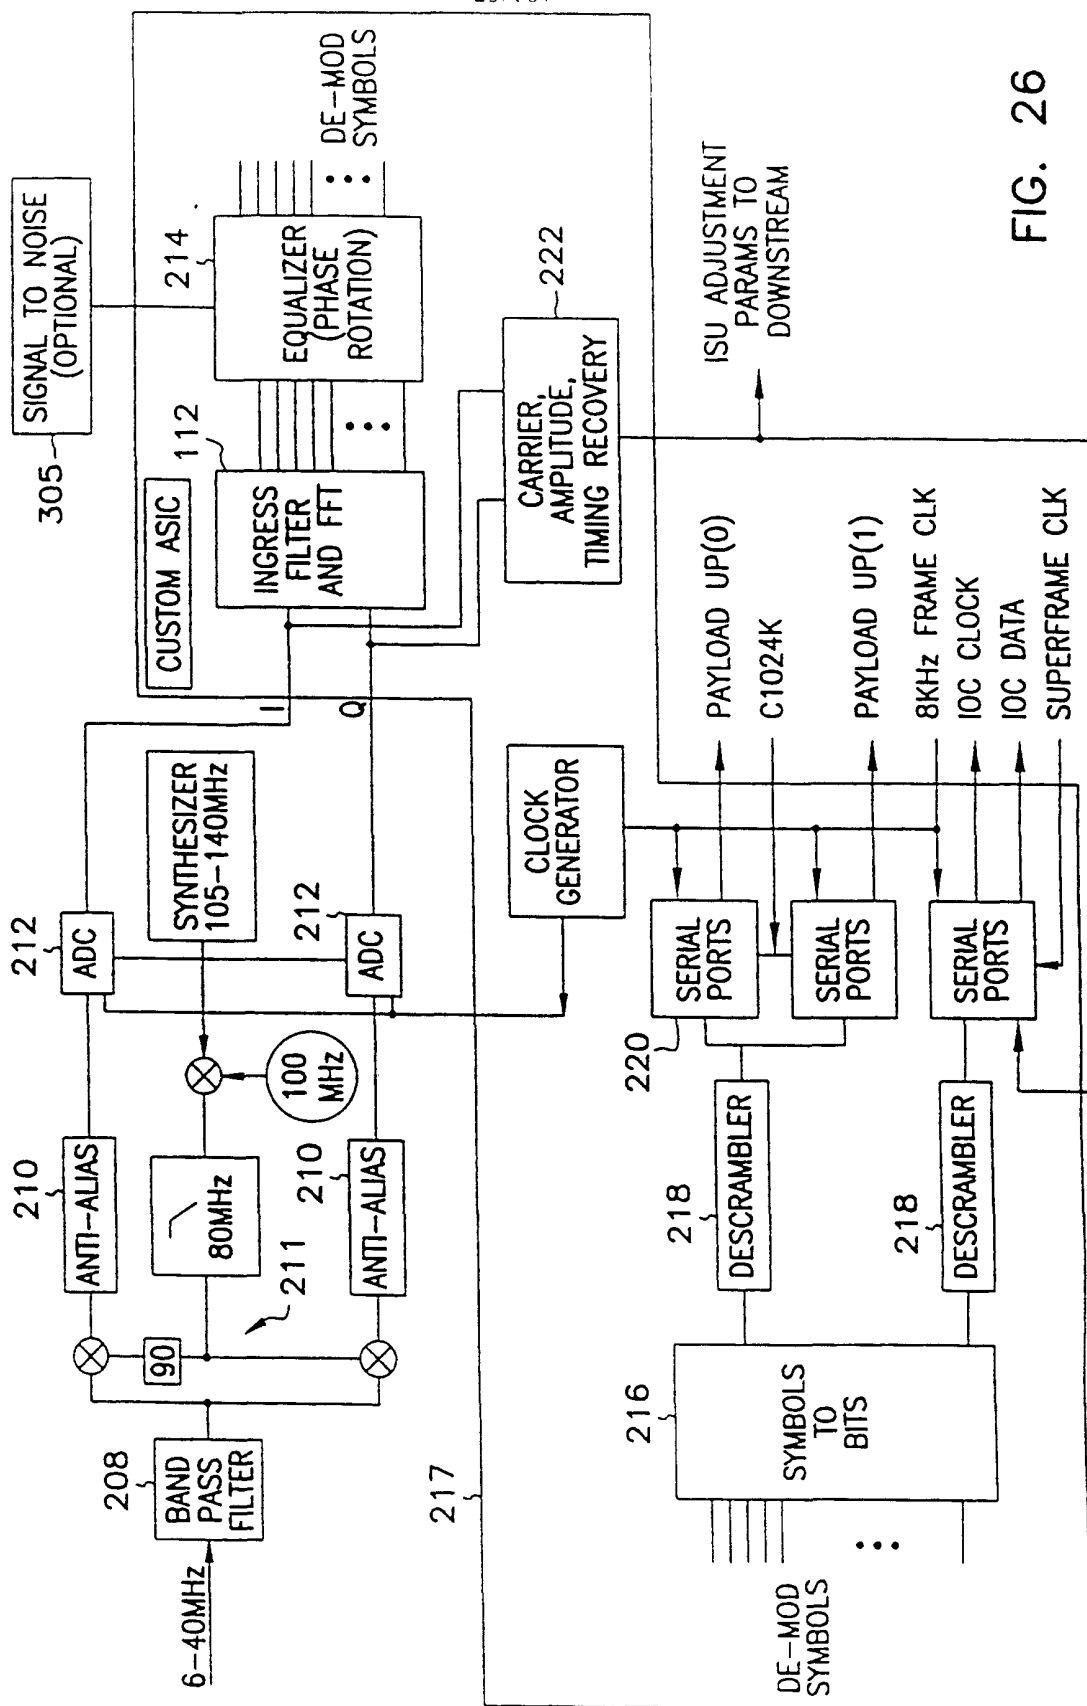 305
SIGNAL TO NOISE
(OPTIONAL)
CUSTOM ASIC
112
INGRESS
FILTER
AND FFT
214
EQUALIZER
(PHASE
ROTATION)
DE-MOD
SYMBOLS
222
CARRIER,
AMPLITUDE,
TIMING RECOVERY
ISU ADJUSTMENT
PARAMS TO
DOWNSTREAM
6-40MHz
208
BAND
PASS
FILTER
90
211
210
ANTI-ALIAS
80MHz
210
ANTI-ALIAS
100
MHz
212
ADC
SYNTHESIZER
105-140MHz
212
ADC
I
Q
217
CLOCK
GENERATOR
DE-MOD
SYMBOLS
216
SYMBOLS
TO
BITS
218
DESCRAMBLER
218
DESCRAMBLER
220
SERIAL
PORTS
SERIAL
PORTS
SERIAL
PORTS
PAYLOAD UP(0)
C1024K
PAYLOAD UP(1)
8KHz FRAME CLK
IOC CLOCK
IOC DATA
SUPERFRAME CLK
FIG. 26